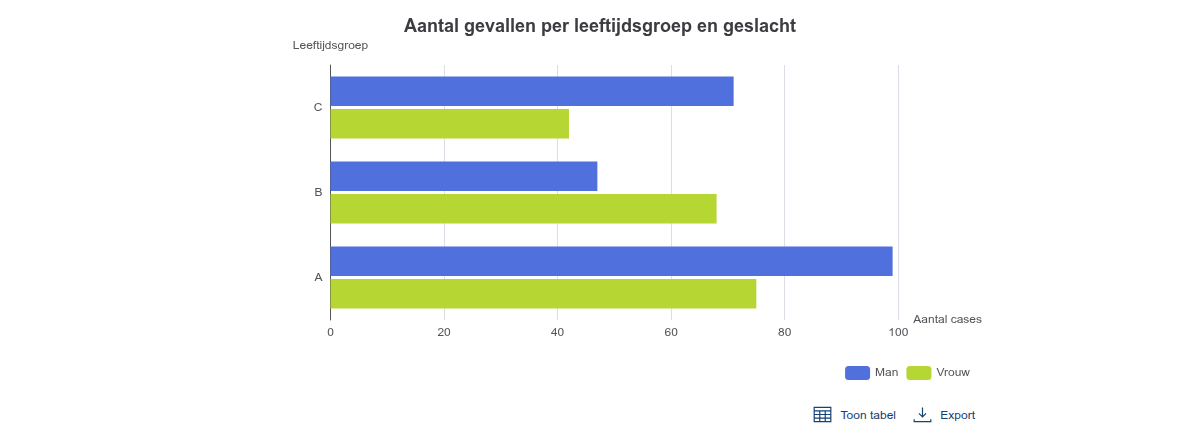 Aantal gevallen per leeftijdsgroep en geslacht
Leeftijdsgroep
C
B
A
Aantal cases
0 20 40 60 80 100
Man Vrouw
Toon tabel Export